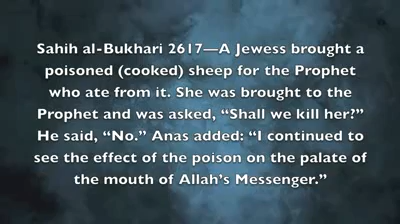 Sahih al-Bukhari 2617—A Jewess brought a
poisoned (cooked) sheep for the Prophet
who ate from it. She was brought to the
Prophet and was asked, “Shall we kill her?”
He said, “No.” Anas added: “I continued to
see the effect of the poison on the palate of
the mouth of Allah’s Messenger.”